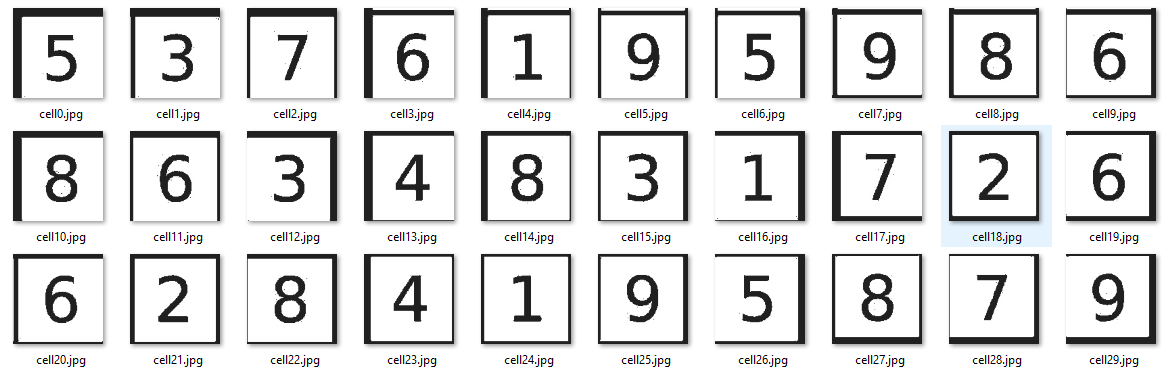 5 3 7 6 1 9 5 9 8 6
cell0.jpg cell1.jpg cell2.jpg cell3.jpg cell4.jpg cell5.jpg cell6.jpg cell7.jpg cell8.jpg cell9.jpg
8 6 3 4 8 3 1 7 2 6
cell10.jpg cell11.jpg cell12.jpg cell13.jpg cell14.jpg cell15.jpg cell16.jpg cell17.jpg cell18.jpg cell19.jpg
6 2 8 4 1 9 5 8 7 9
cell20.jpg cell21.jpg cell22.jpg cell23.jpg cell24.jpg cell25.jpg cell26.jpg cell27.jpg cell28.jpg cell29.jpg